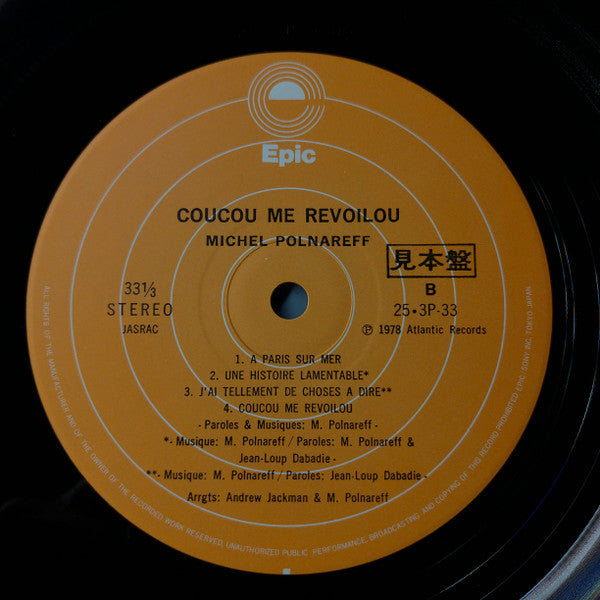 Epic
COUCOU ME REVOILOU
MICHEL POLNAREFF
見本盤
33⅓
B
STEREO
25•3P-33
JASRAC
Ⓟ 1978 Atlantic Records
1. A PARIS SUR MER
2. UNE HISTOIRE LAMENTABLE*
3. J'AI TELLEMENT DE CHOSES A DIRE**
4. COUCOU ME REVOILOU
- Paroles & Musiques: M. Polnareff -
*- Musique: M. Polnareff / Paroles: M. Polnareff &
Jean-Loup Dabadie -
**- Musique: M. Polnareff / Paroles: Jean-Loup Dabadie -
Arrgts: Andrew Jackman & M. Polnareff
ALL RIGHTS OF THE MANUFACTURER AND OF THE OWNER OF THE RECORDED WORK RESERVED, UNAUTHORIZED PUBLIC PERFORMANCE, BROADCASTING AND COPYING OF THIS RECORD PROHIBITED EPIC/SONY INC. TOKYO JAPAN